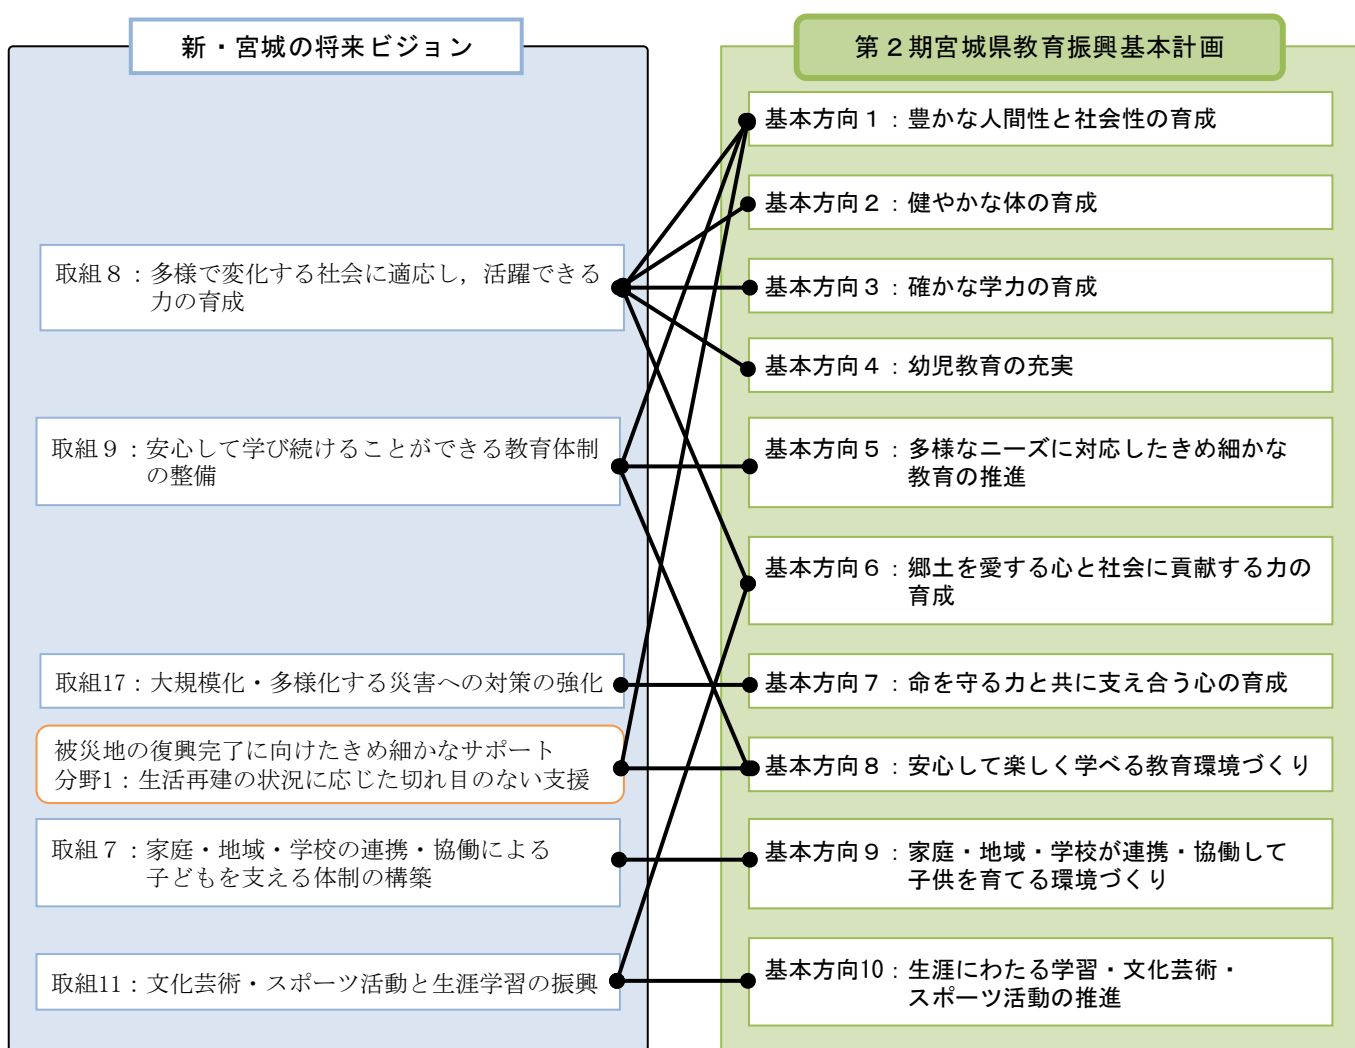 新・宮城の将来ビジョン
取組８：多様で変化する社会に適応し，活躍できる
力の育成
取組９：安心して学び続けることができる教育体制
の整備
取組17：大規模化・多様化する災害への対策の強化
被災地の復興完了に向けたきめ細かなサポート
分野1：生活再建の状況に応じた切れ目のない支援
取組７：家庭・地域・学校の連携・協働による
子どもを支える体制の構築
取組11：文化芸術・スポーツ活動と生涯学習の振興
第２期宮城県教育振興基本計画
基本方向１：豊かな人間性と社会性の育成
基本方向２：健やかな体の育成
基本方向３：確かな学力の育成
基本方向４：幼児教育の充実
基本方向５：多様なニーズに対応したきめ細かな
教育の推進
基本方向６：郷土を愛する心と社会に貢献する力の
育成
基本方向７：命を守る力と共に支え合う心の育成
基本方向８：安心して楽しく学べる教育環境づくり
基本方向９：家庭・地域・学校が連携・協働して
子供を育てる環境づくり
基本方向10：生涯にわたる学習・文化芸術・
スポーツ活動の推進